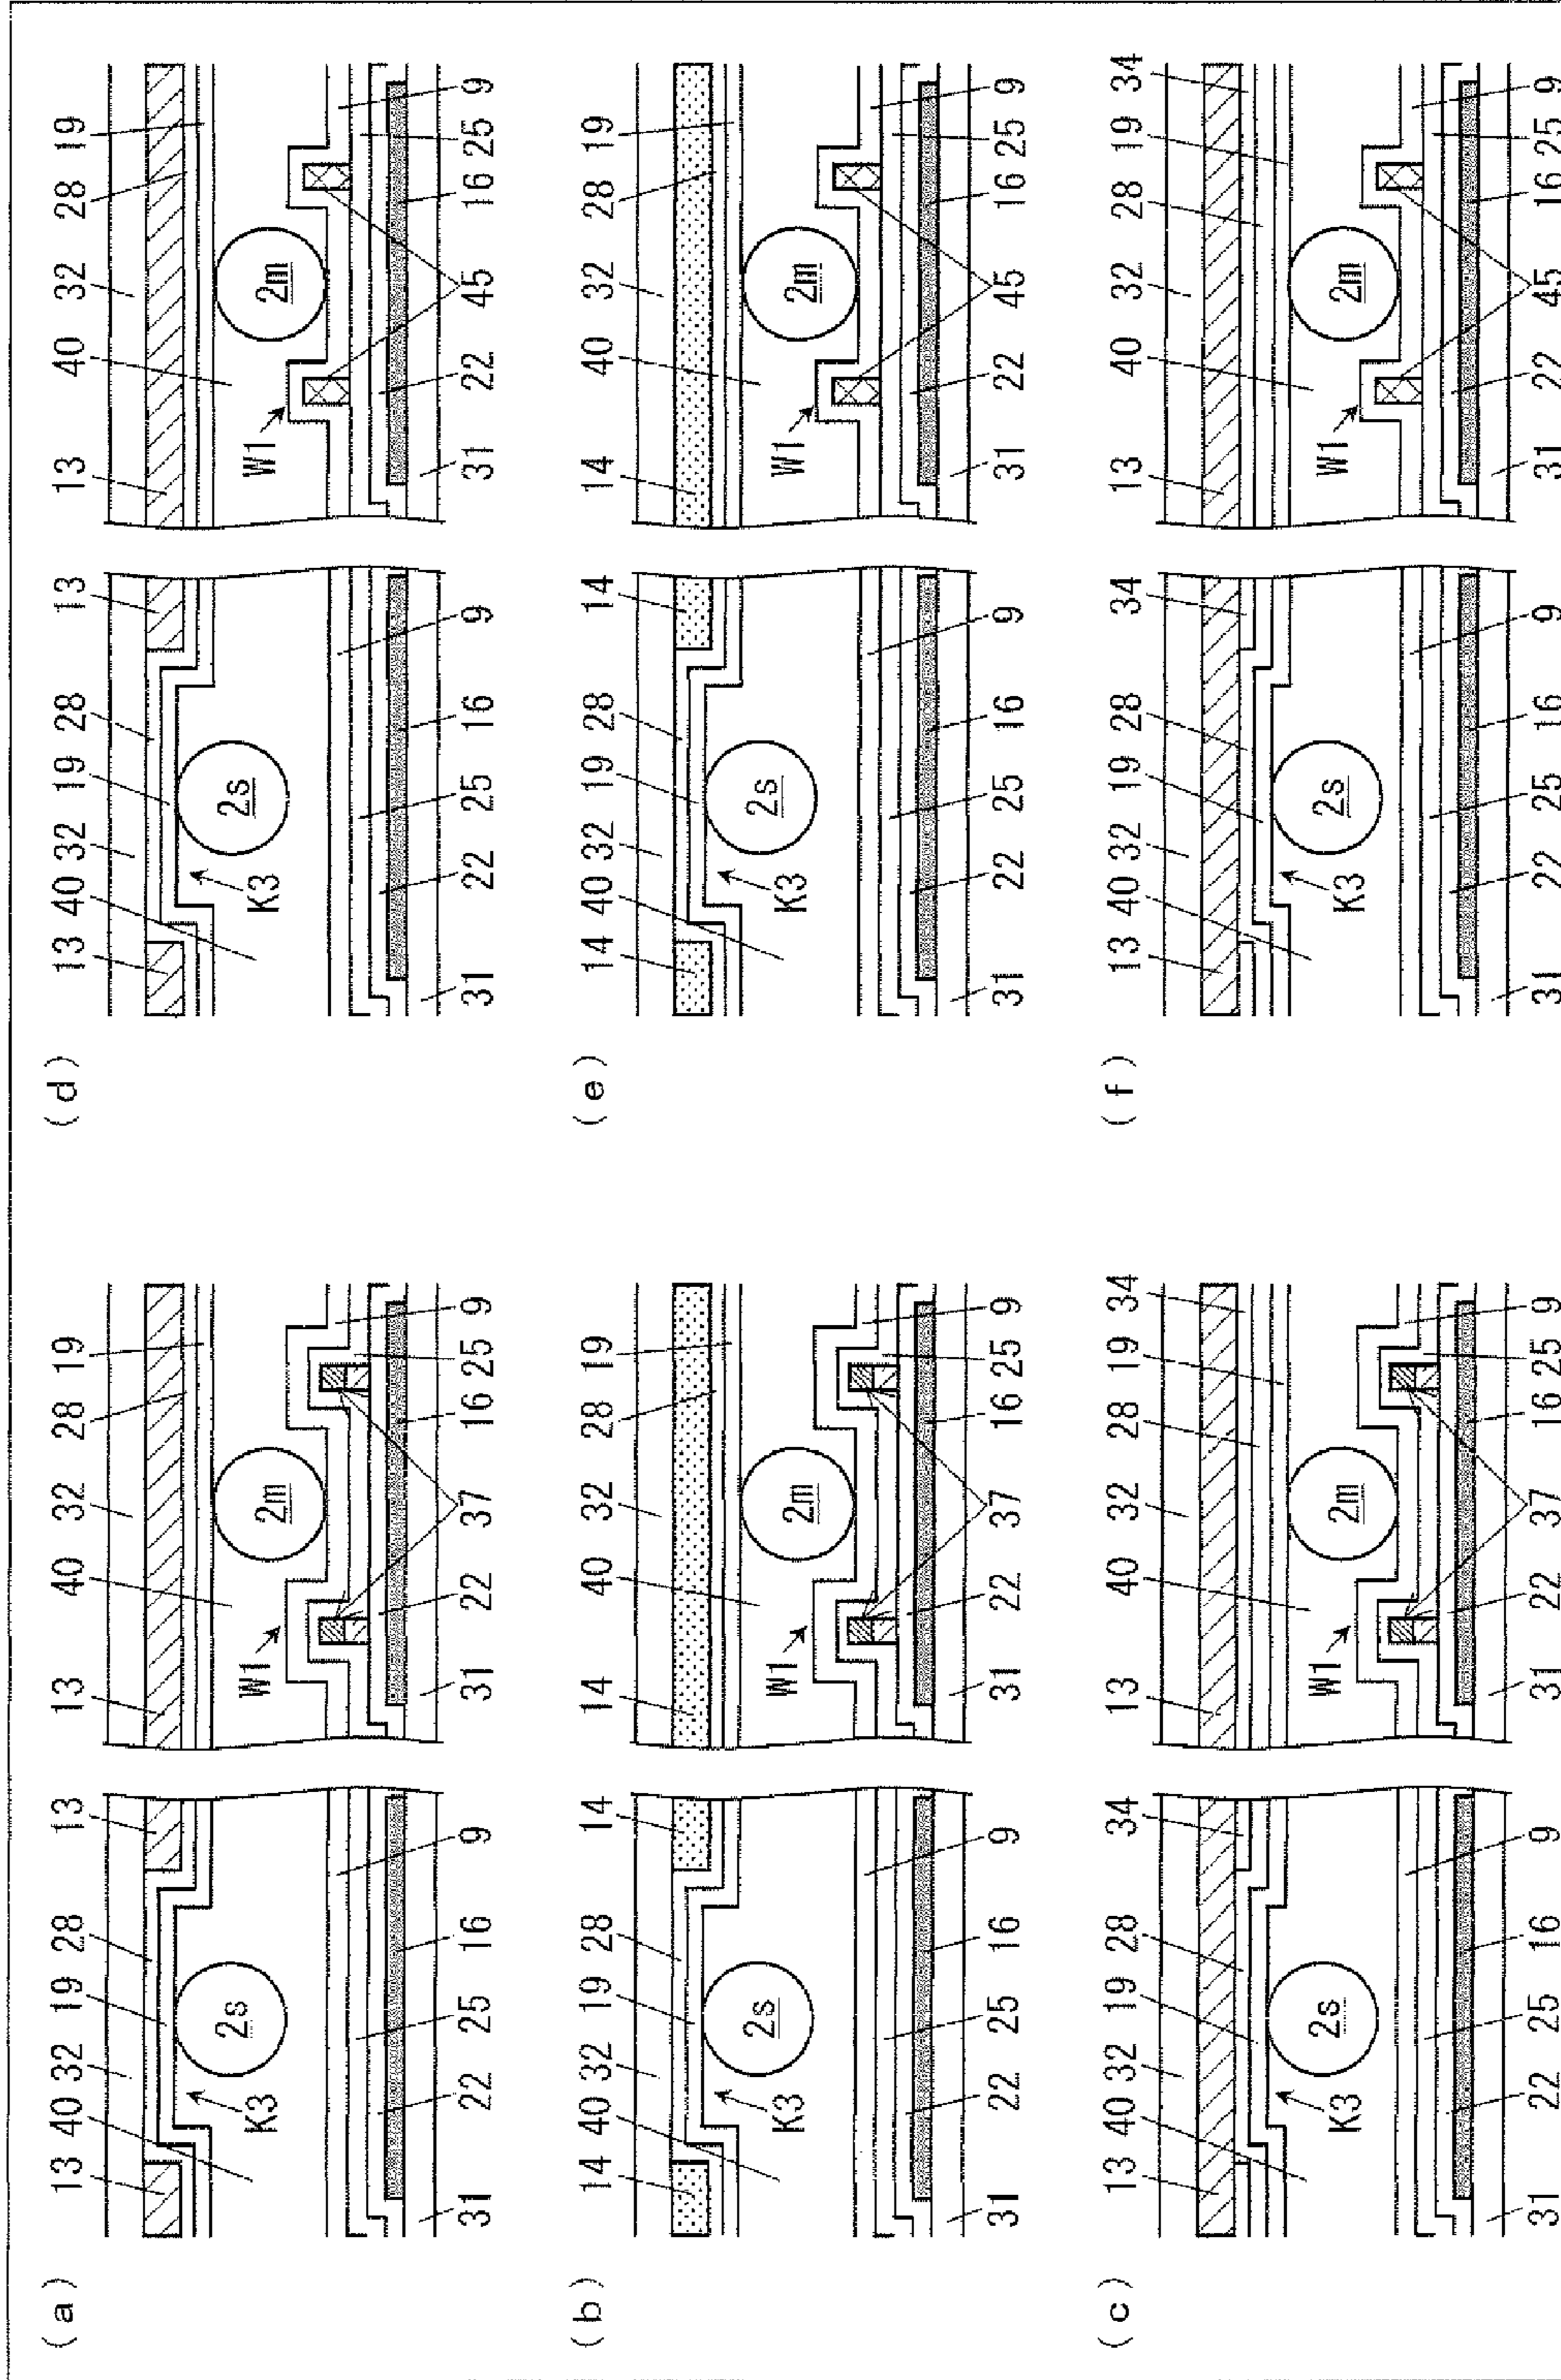 (a)
13 40 32 19 28 13 13 40 32 28 19
K3 2s W1 2m
31 22 25 16 9 31 22 37 16 25 9
(d)
13 40 32 19 28 13 13 40 32 28 19
K3 2s W1 2m
31 22 25 16 9 31 22 45 16 25 9
(b)
14 40 32 19 28 14 14 40 32 28 19
K3 2s W1 2m
31 22 25 16 9 31 22 37 16 25 9
(e)
14 40 32 19 28 14 14 40 32 28 19
K3 2s W1 2m
31 22 25 16 9 31 22 45 16 25 9
(c)
13 40 32 19 28 34 13 40 32 28 19 34
K3 2s W1 2m
31 22 25 16 9 31 22 37 16 25 9
(f)
13 40 32 19 28 34 13 40 32 28 19 34
K3 2s W1 2m
31 22 25 16 9 31 22 45 16 25 9